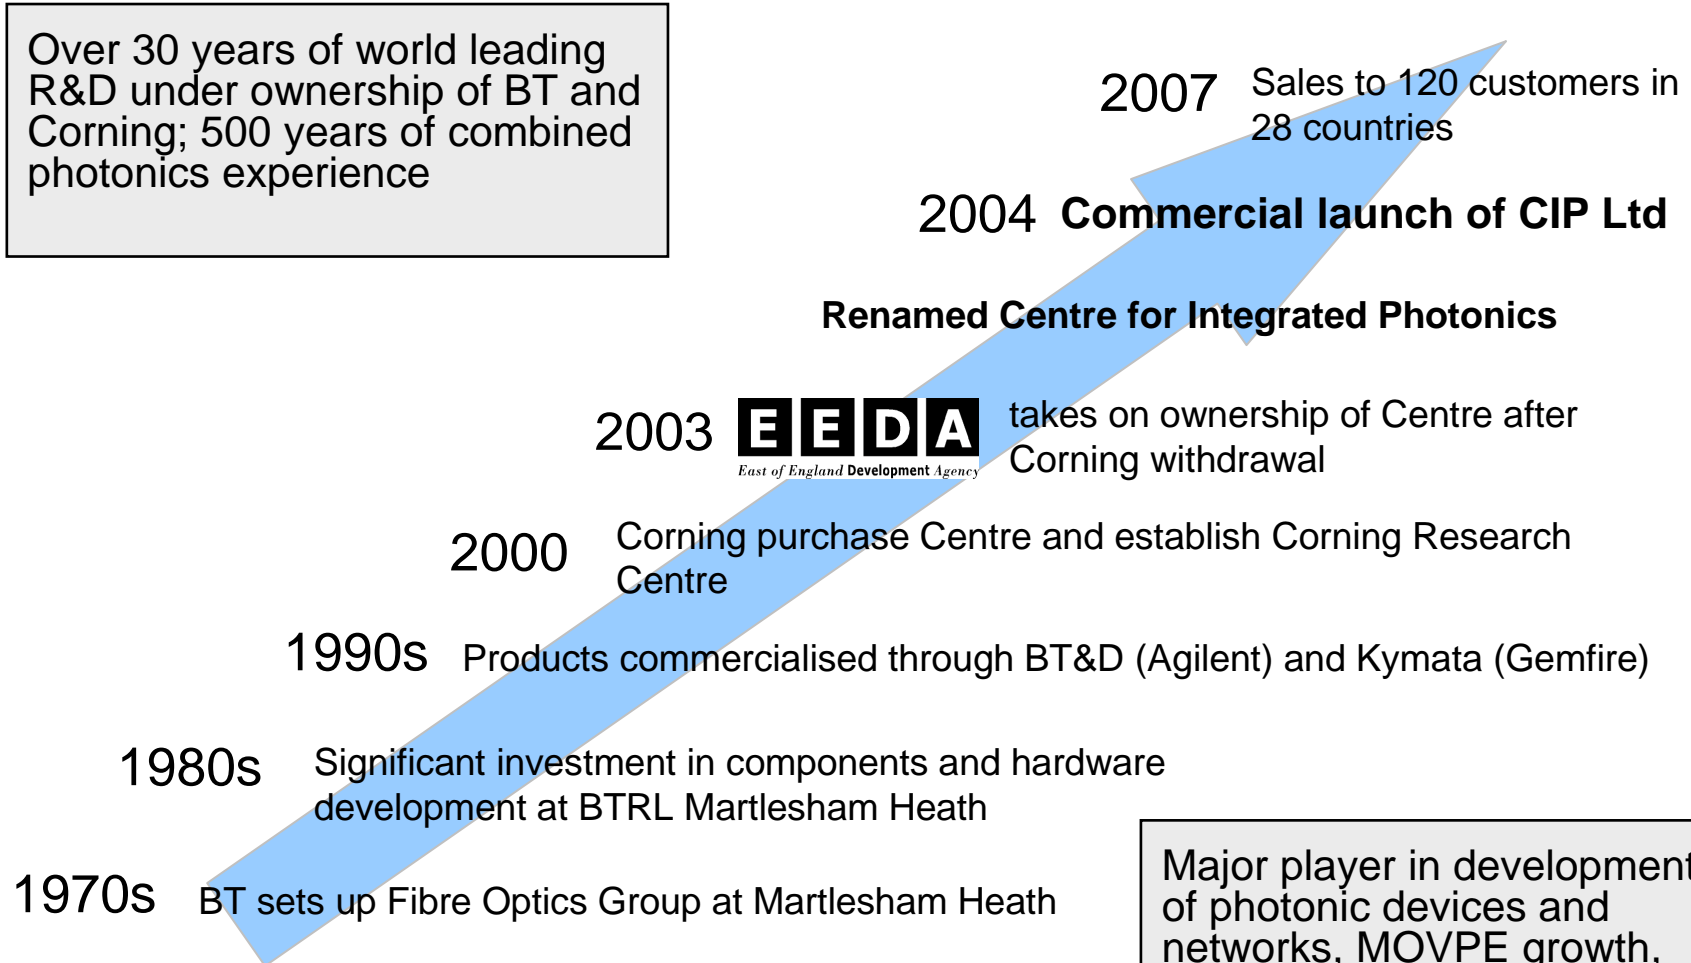 Over 30 years of world leading
R&D under ownership of BT and
Corning; 500 years of combined
photonics experience
2007 Sales to 120 customers in
28 countries
2004 Commercial launch of CIP Ltd
Renamed Centre for Integrated Photonics
2003 EEDA takes on ownership of Centre after
East of England Development Agency Corning withdrawal
2000 Corning purchase Centre and establish Corning Research
Centre
1990s Products commercialised through BT&D (Agilent) and Kymata (Gemfire)
1980s Significant investment in components and hardware
development at BTRL Martlesham Heath
1970s BT sets up Fibre Optics Group at Martlesham Heath
Major player in development
of photonic devices and
networks, MOVPE growth,